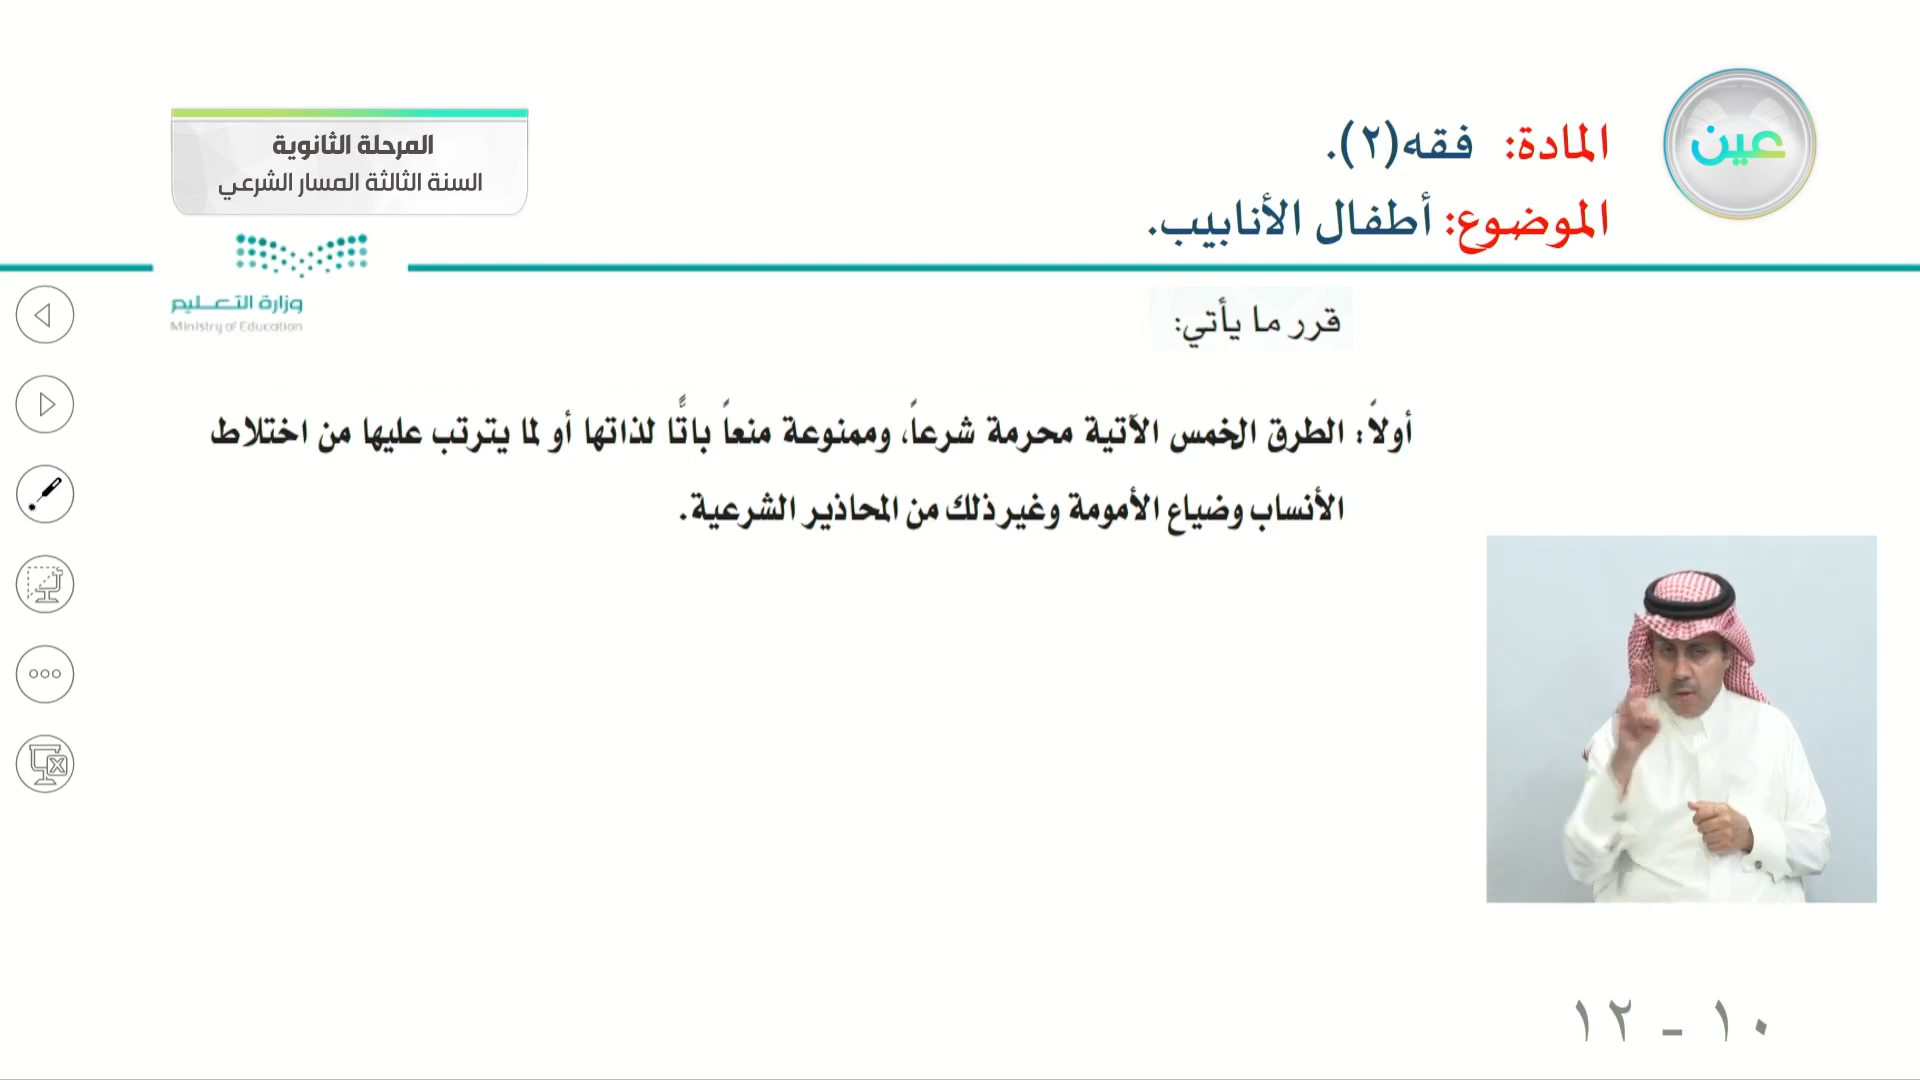 عين
المادة: فقه(٢).
الموضوع: أطفال الأنابيب.
المرحلة الثانوية
السنة الثالثة المسار الشرعي
وزارة التعليم
Ministry of Education
قرر ما يأتي:
أولاً: الطرق الخمس الآتية محرمة شرعاً، وممنوعة منعاً باتًّا لذاتها أو لما يترتب عليها من اختلاط
الأنساب وضياع الأمومة وغير ذلك من المحاذير الشرعية.
١٠ - ١٢